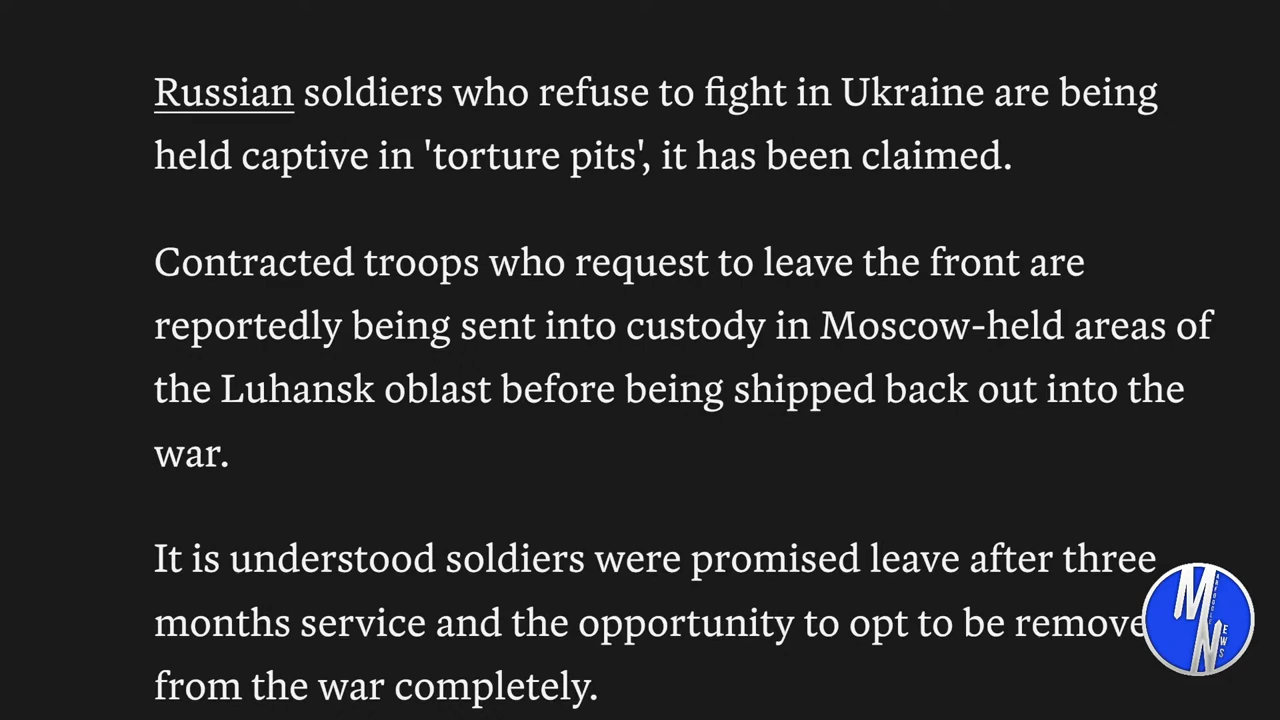 Russian soldiers who refuse to fight in Ukraine are being
held captive in 'torture pits', it has been claimed.
Contracted troops who request to leave the front are
reportedly being sent into custody in Moscow-held areas of
the Luhansk oblast before being shipped back out into the
war.
It is understood soldiers were promised leave after three
months service and the opportunity to opt to be remove
from the war completely.